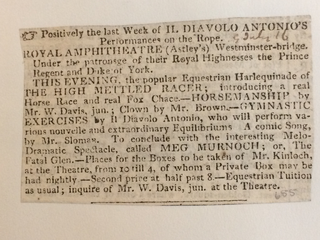 ☞ Positively the last Week of IL DIAVOLO ANTONIO's
Performances on the Rope.
ROYAL AMPHITHEATRE (Astley's) Westminster-bridge.
Under the patronage of their Royal Highnesses the Prince
Regent and Duke of York.
THIS EVENING, the popular Equestrian Harlequinade of
THE HIGH METTLED RACER; introducing a real
Horse Race and real Fox Chace.—HORSEMANSHIP by
Mr. W. Davis, jun.; Clown by Mr. Brown.—GYMNASTIC
EXERCISES by Il Diavolo Antonio, who will perform va-
rious nouvelle and extraordinary Equilibriums A comic Song,
by Mr. Sloman. To conclude with the interesting Melo-
Dramatic Spectacle, called MEG MURNOCH; or, The
Fatal Glen.—Places for the Boxes to be taken of Mr. Kinloch,
at the Theatre, from 10 till 4, of whom a Private Box may be
had nightly.—Second price at half past 8.—Equestrian Tuition
as usual; inquire of Mr. W. Davis, jun. at the Theatre.